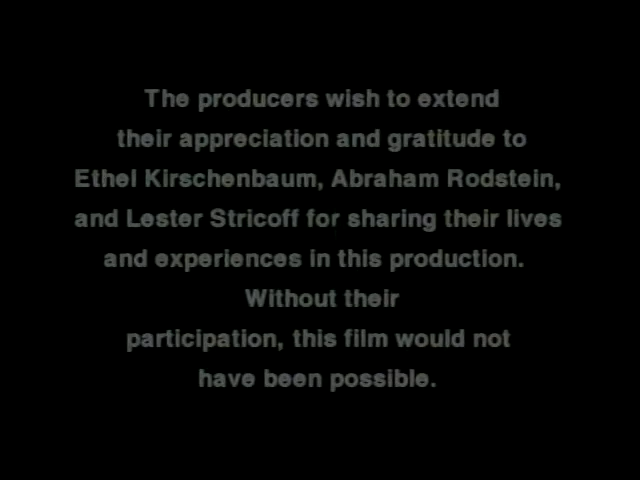 The producers wish to extend
their appreciation and gratitude to
Ethel Kirschenbaum, Abraham Rodstein,
and Lester Stricoff for sharing their lives
and experiences in this production.
Without their
participation, this film would not
have been possible.